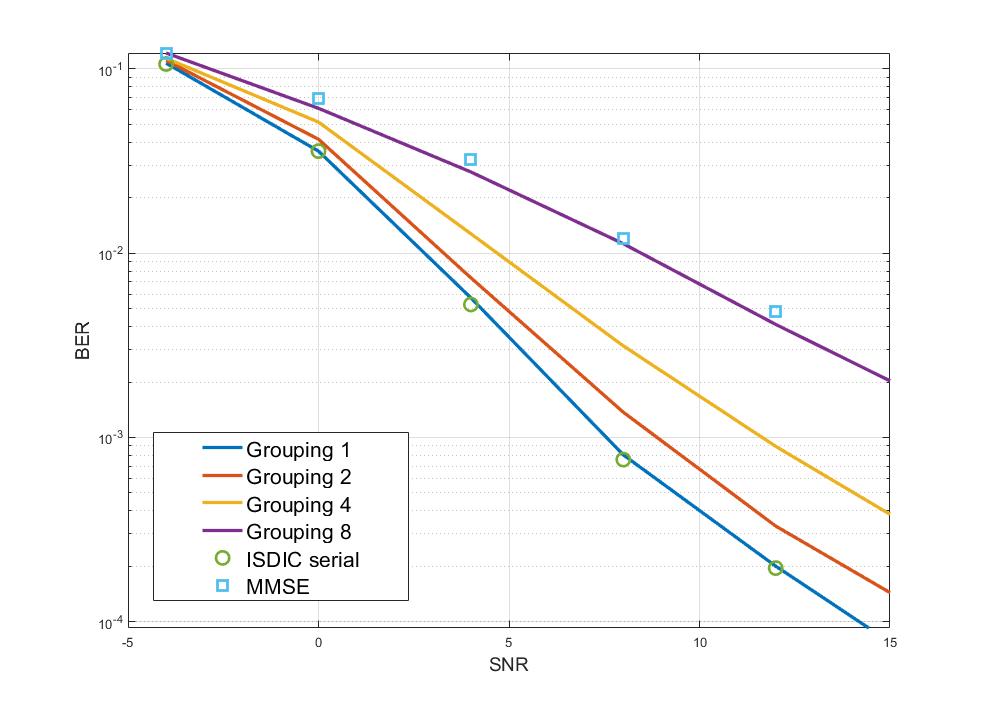 10-1
10-2
10-3
10-4
BER
Grouping 1
Grouping 2
Grouping 4
Grouping 8
ISDIC serial
MMSE
-5 0 5 10 15
SNR